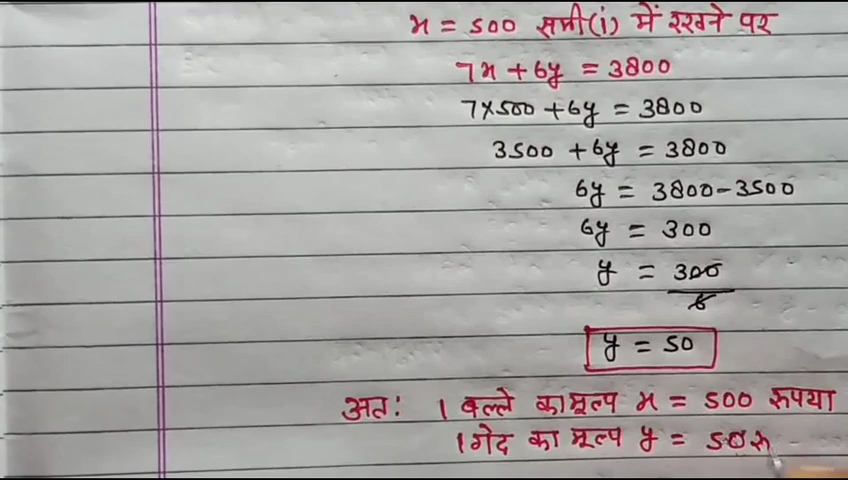 x = 500 समी(i) में रखने पर
7x + 6y = 3800
7×500 + 6y = 3800
3500 + 6y = 3800
6y = 3800 - 3500
6y = 300
y = 300
6
y = 50
अतः 1 बल्ले का मूल्य x = 500 रूपया
1 गेंद का मूल्य y = 50 रू